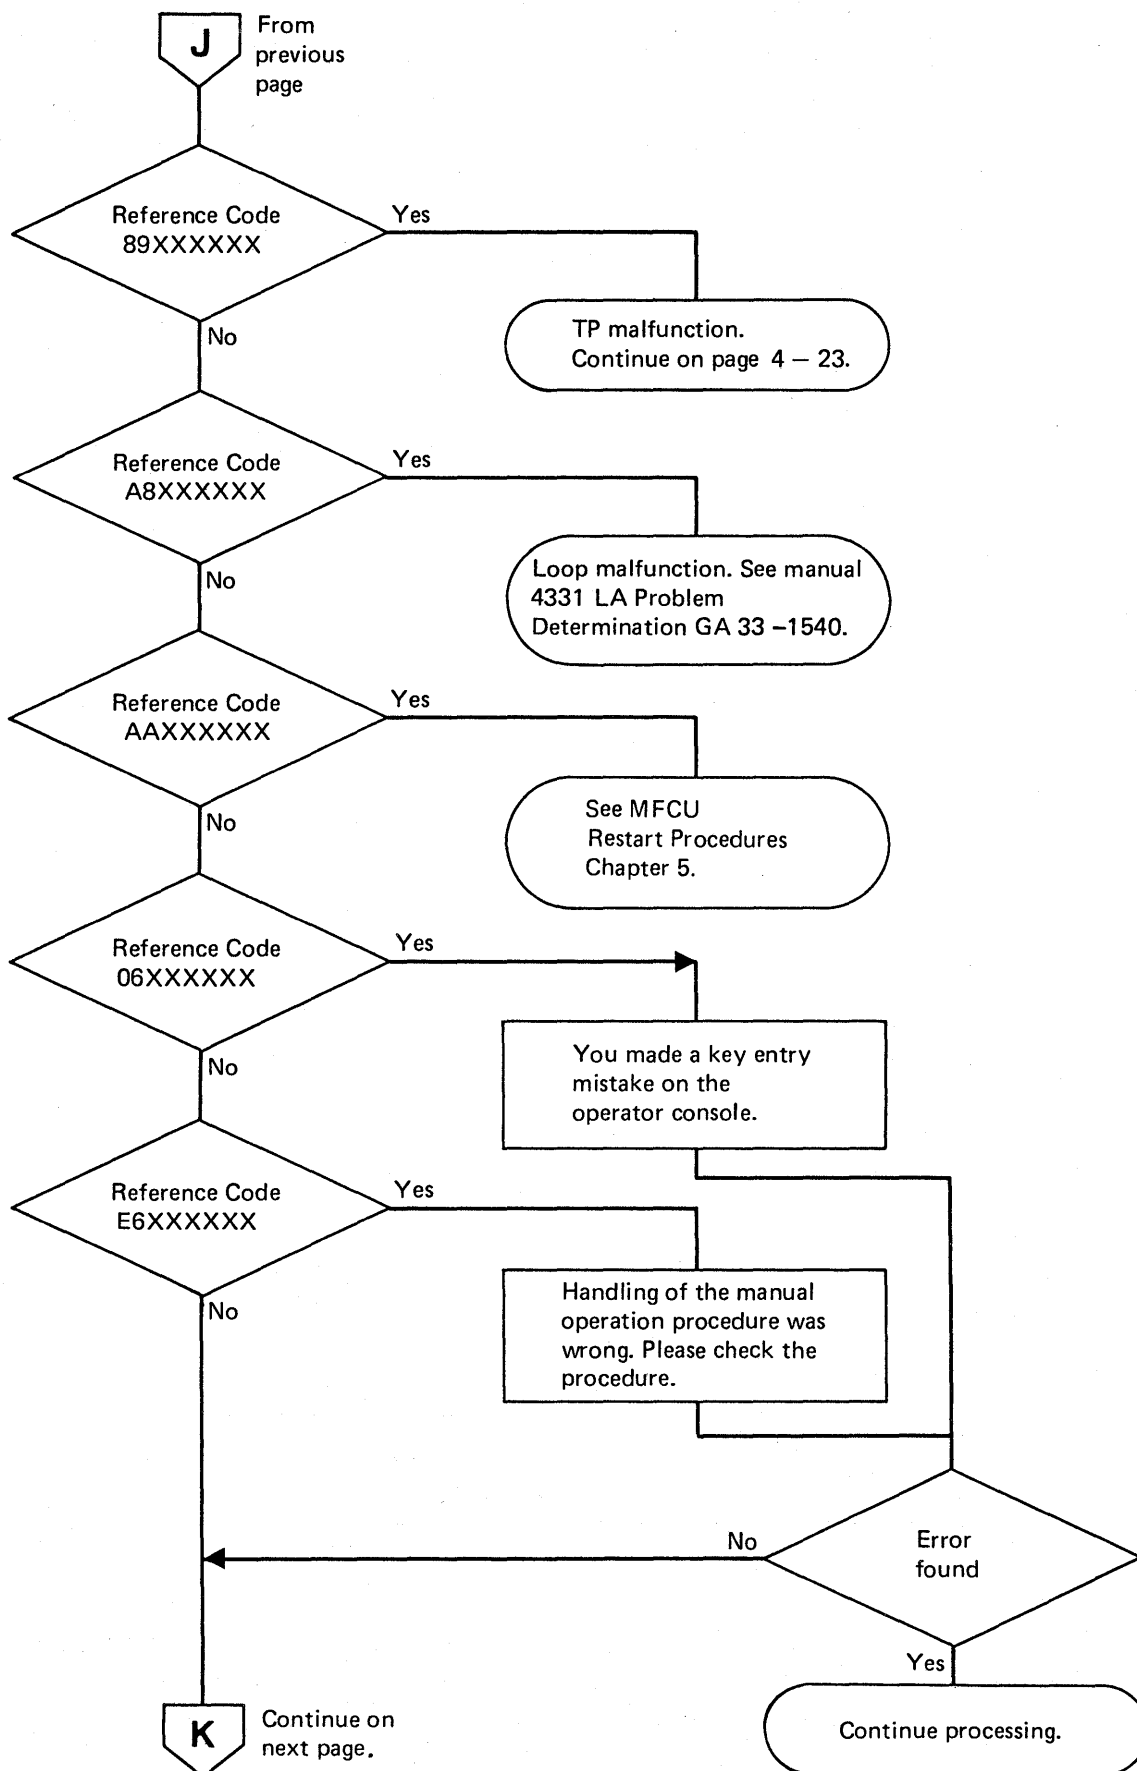 J
From
previous
page
Reference Code
89XXXXXX
Yes
No
TP malfunction.
Continue on page 4 — 23.
Reference Code
A8XXXXXX
Yes
No
Loop malfunction. See manual
4331 LA Problem
Determination GA 33 –1540.
Reference Code
AAXXXXXX
Yes
No
See MFCU
Restart Procedures
Chapter 5.
Reference Code
06XXXXXX
Yes
No
You made a key entry
mistake on the
operator console.
Reference Code
E6XXXXXX
Yes
No
Handling of the manual
operation procedure was
wrong. Please check the
procedure.
Error
found
No
Yes
Continue processing.
K
Continue on
next page.